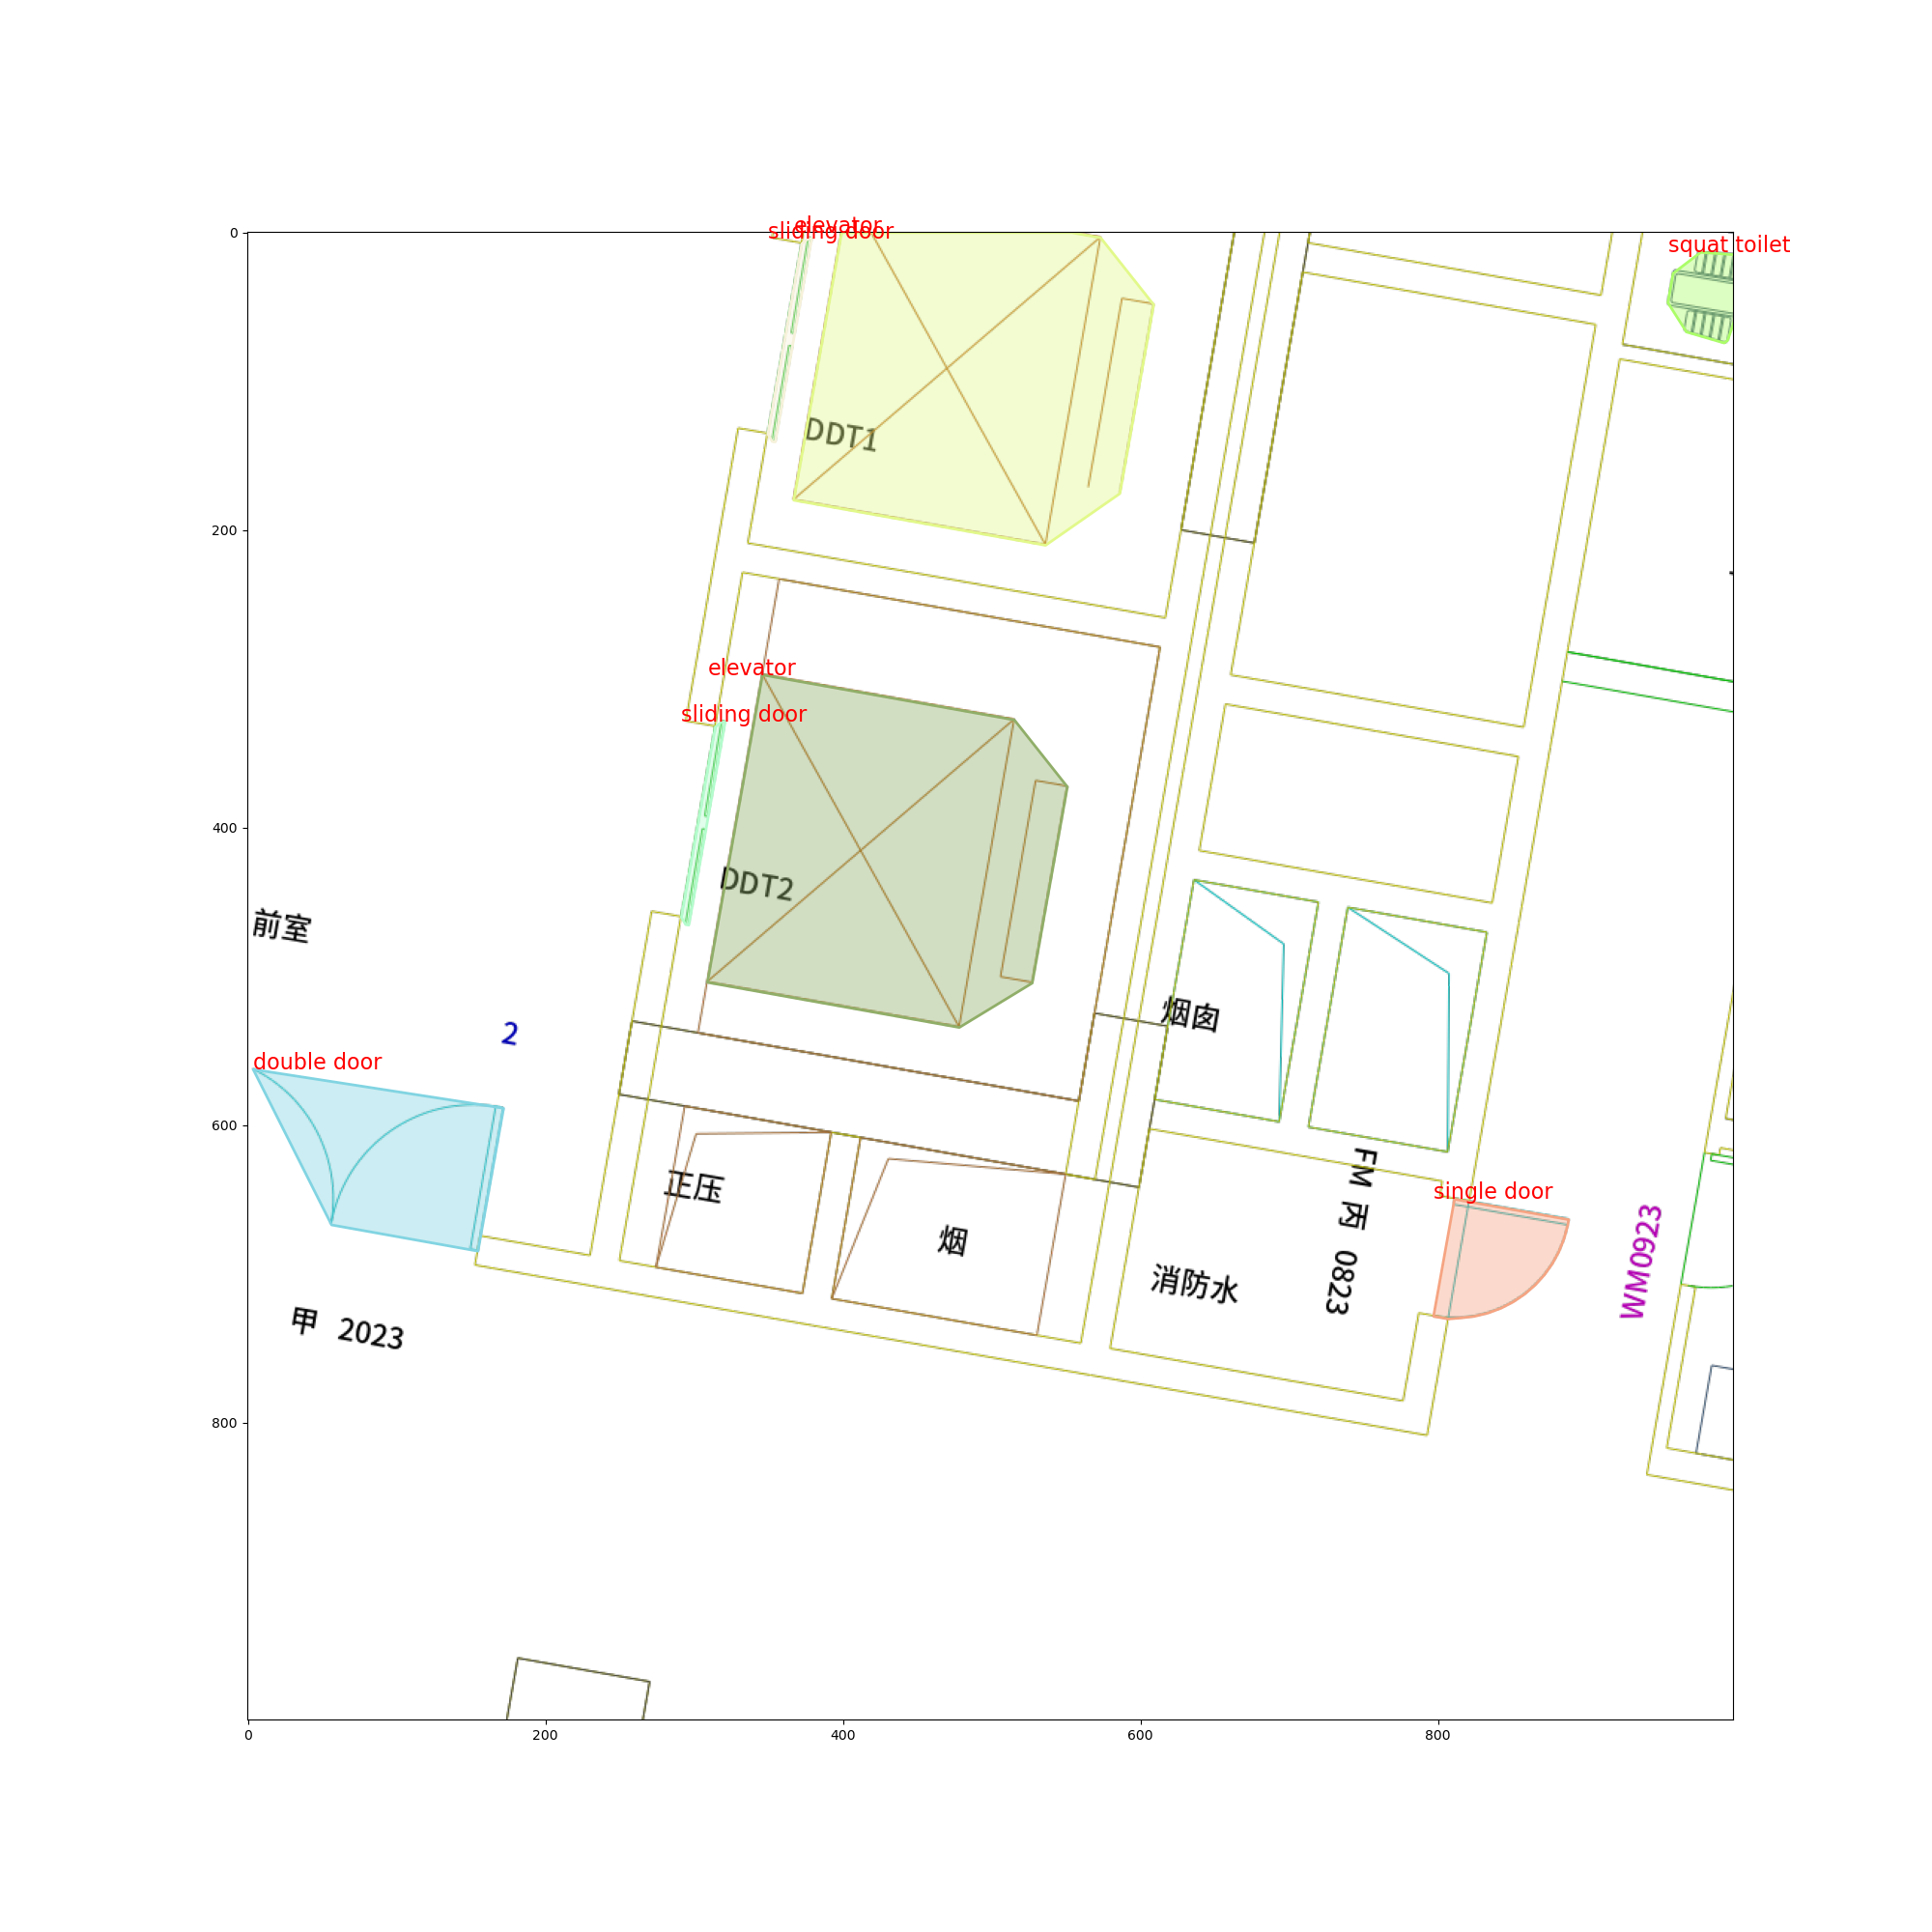 elevator
sliding door
squat toilet
DDT1
elevator
sliding door
DDT2
前室
2
烟囱
double door
正压
烟
FM 丙 0823
single door
WM0923
消防水
甲 2023
0
200
400
600
800
0
200
400
600
800